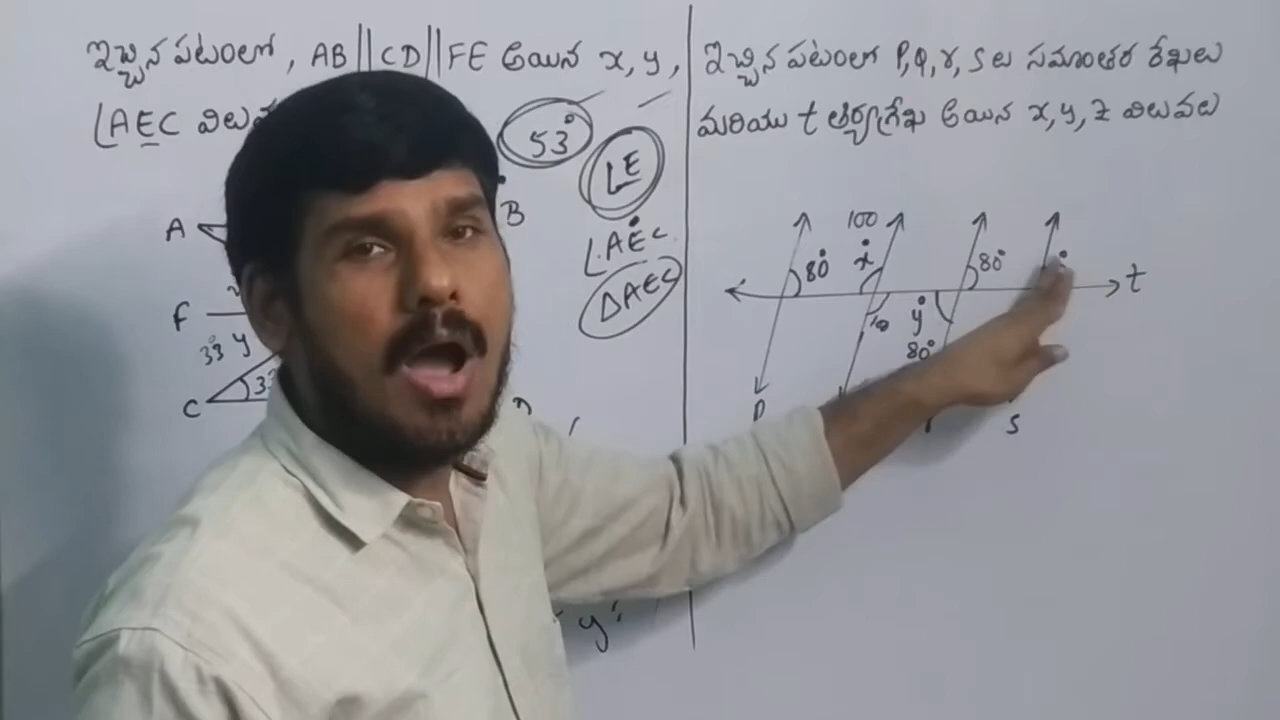 ఇచ్చిన పటంలో, AB||CD||FE అయిన x, y,
∠AEC
53°
∠E
∠AEC
ΔAEC
A
B
F
33° y
C
y
ఇచ్చిన పటంలో P, q, r, s ల సమాంతర రేఖలు
మరియు t తిర్యగ్రేఖ అయిన x, y, z విలువలు
100
80° x° 80°
t
y°
80°
P
S